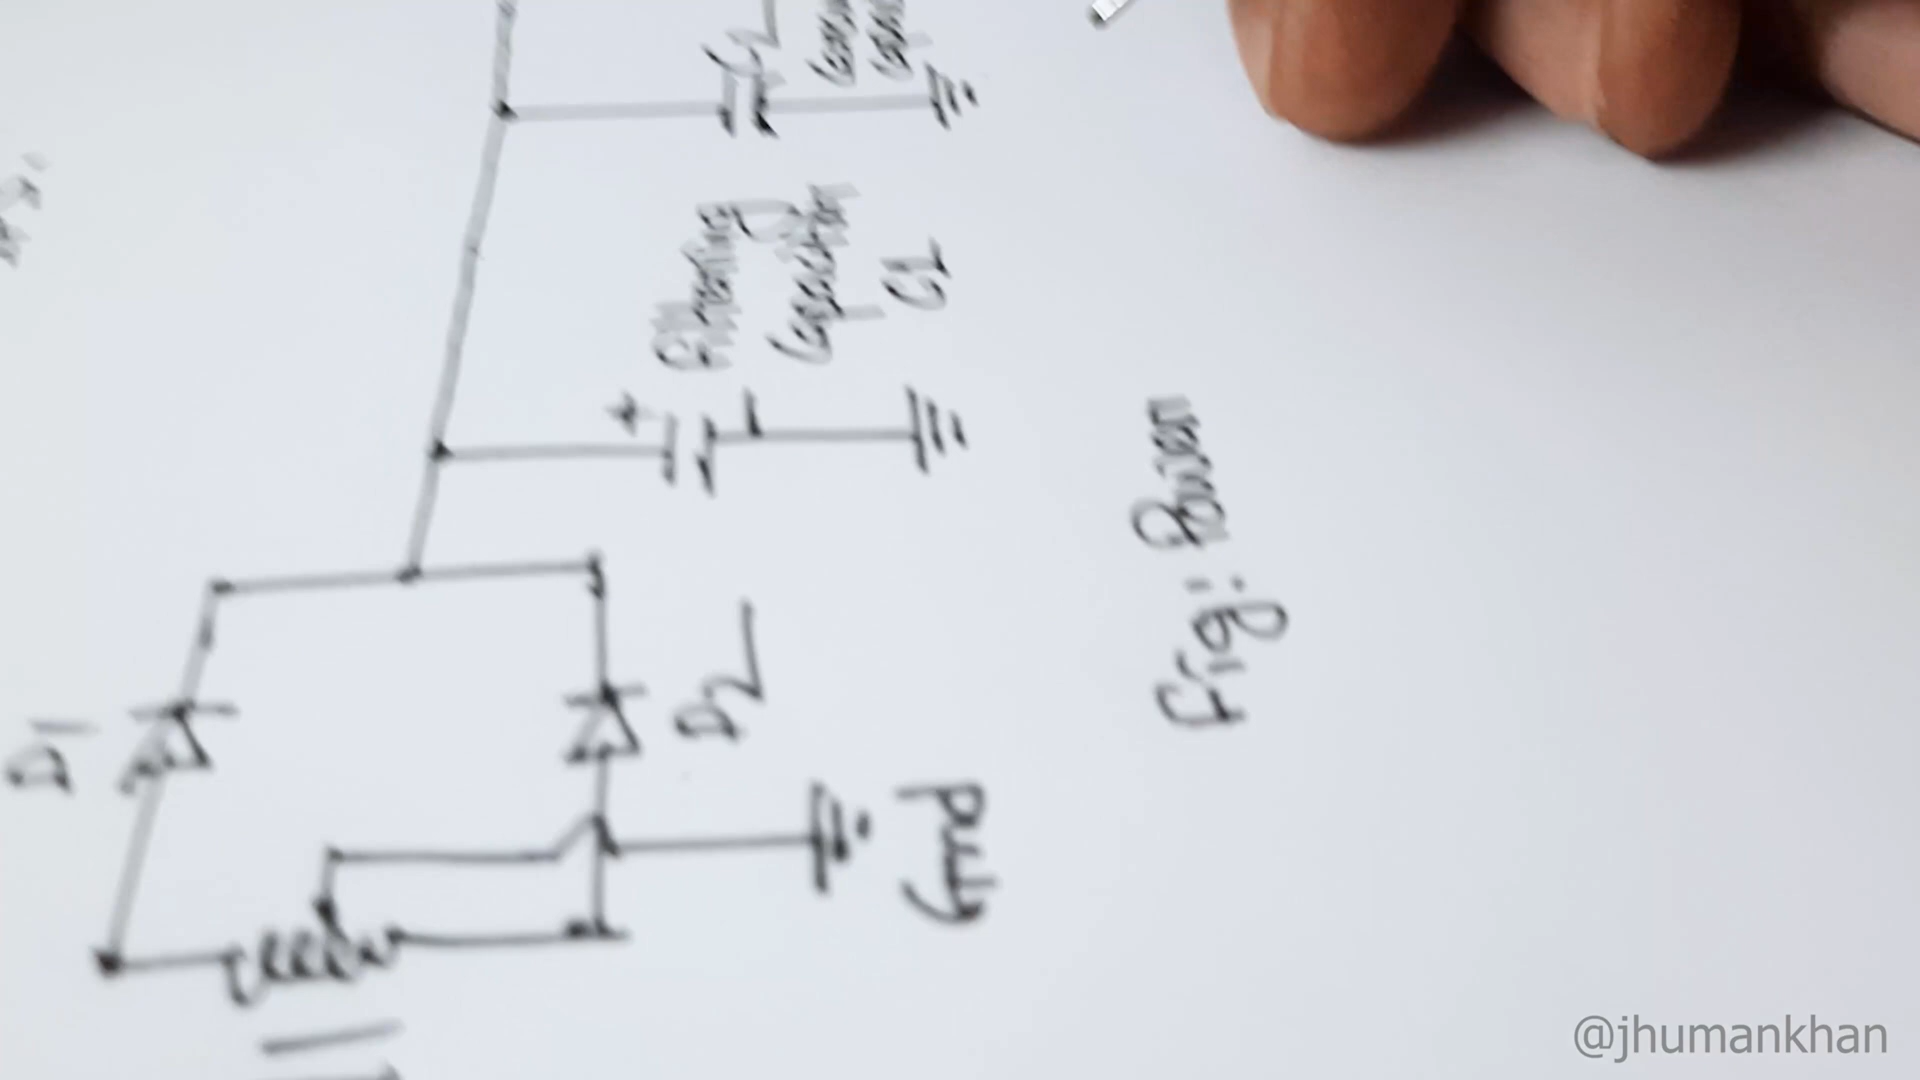 D1
D2
Gnd
+
Filtering
Capacitor
C1
C2
Fig: Power
@jhumankhan